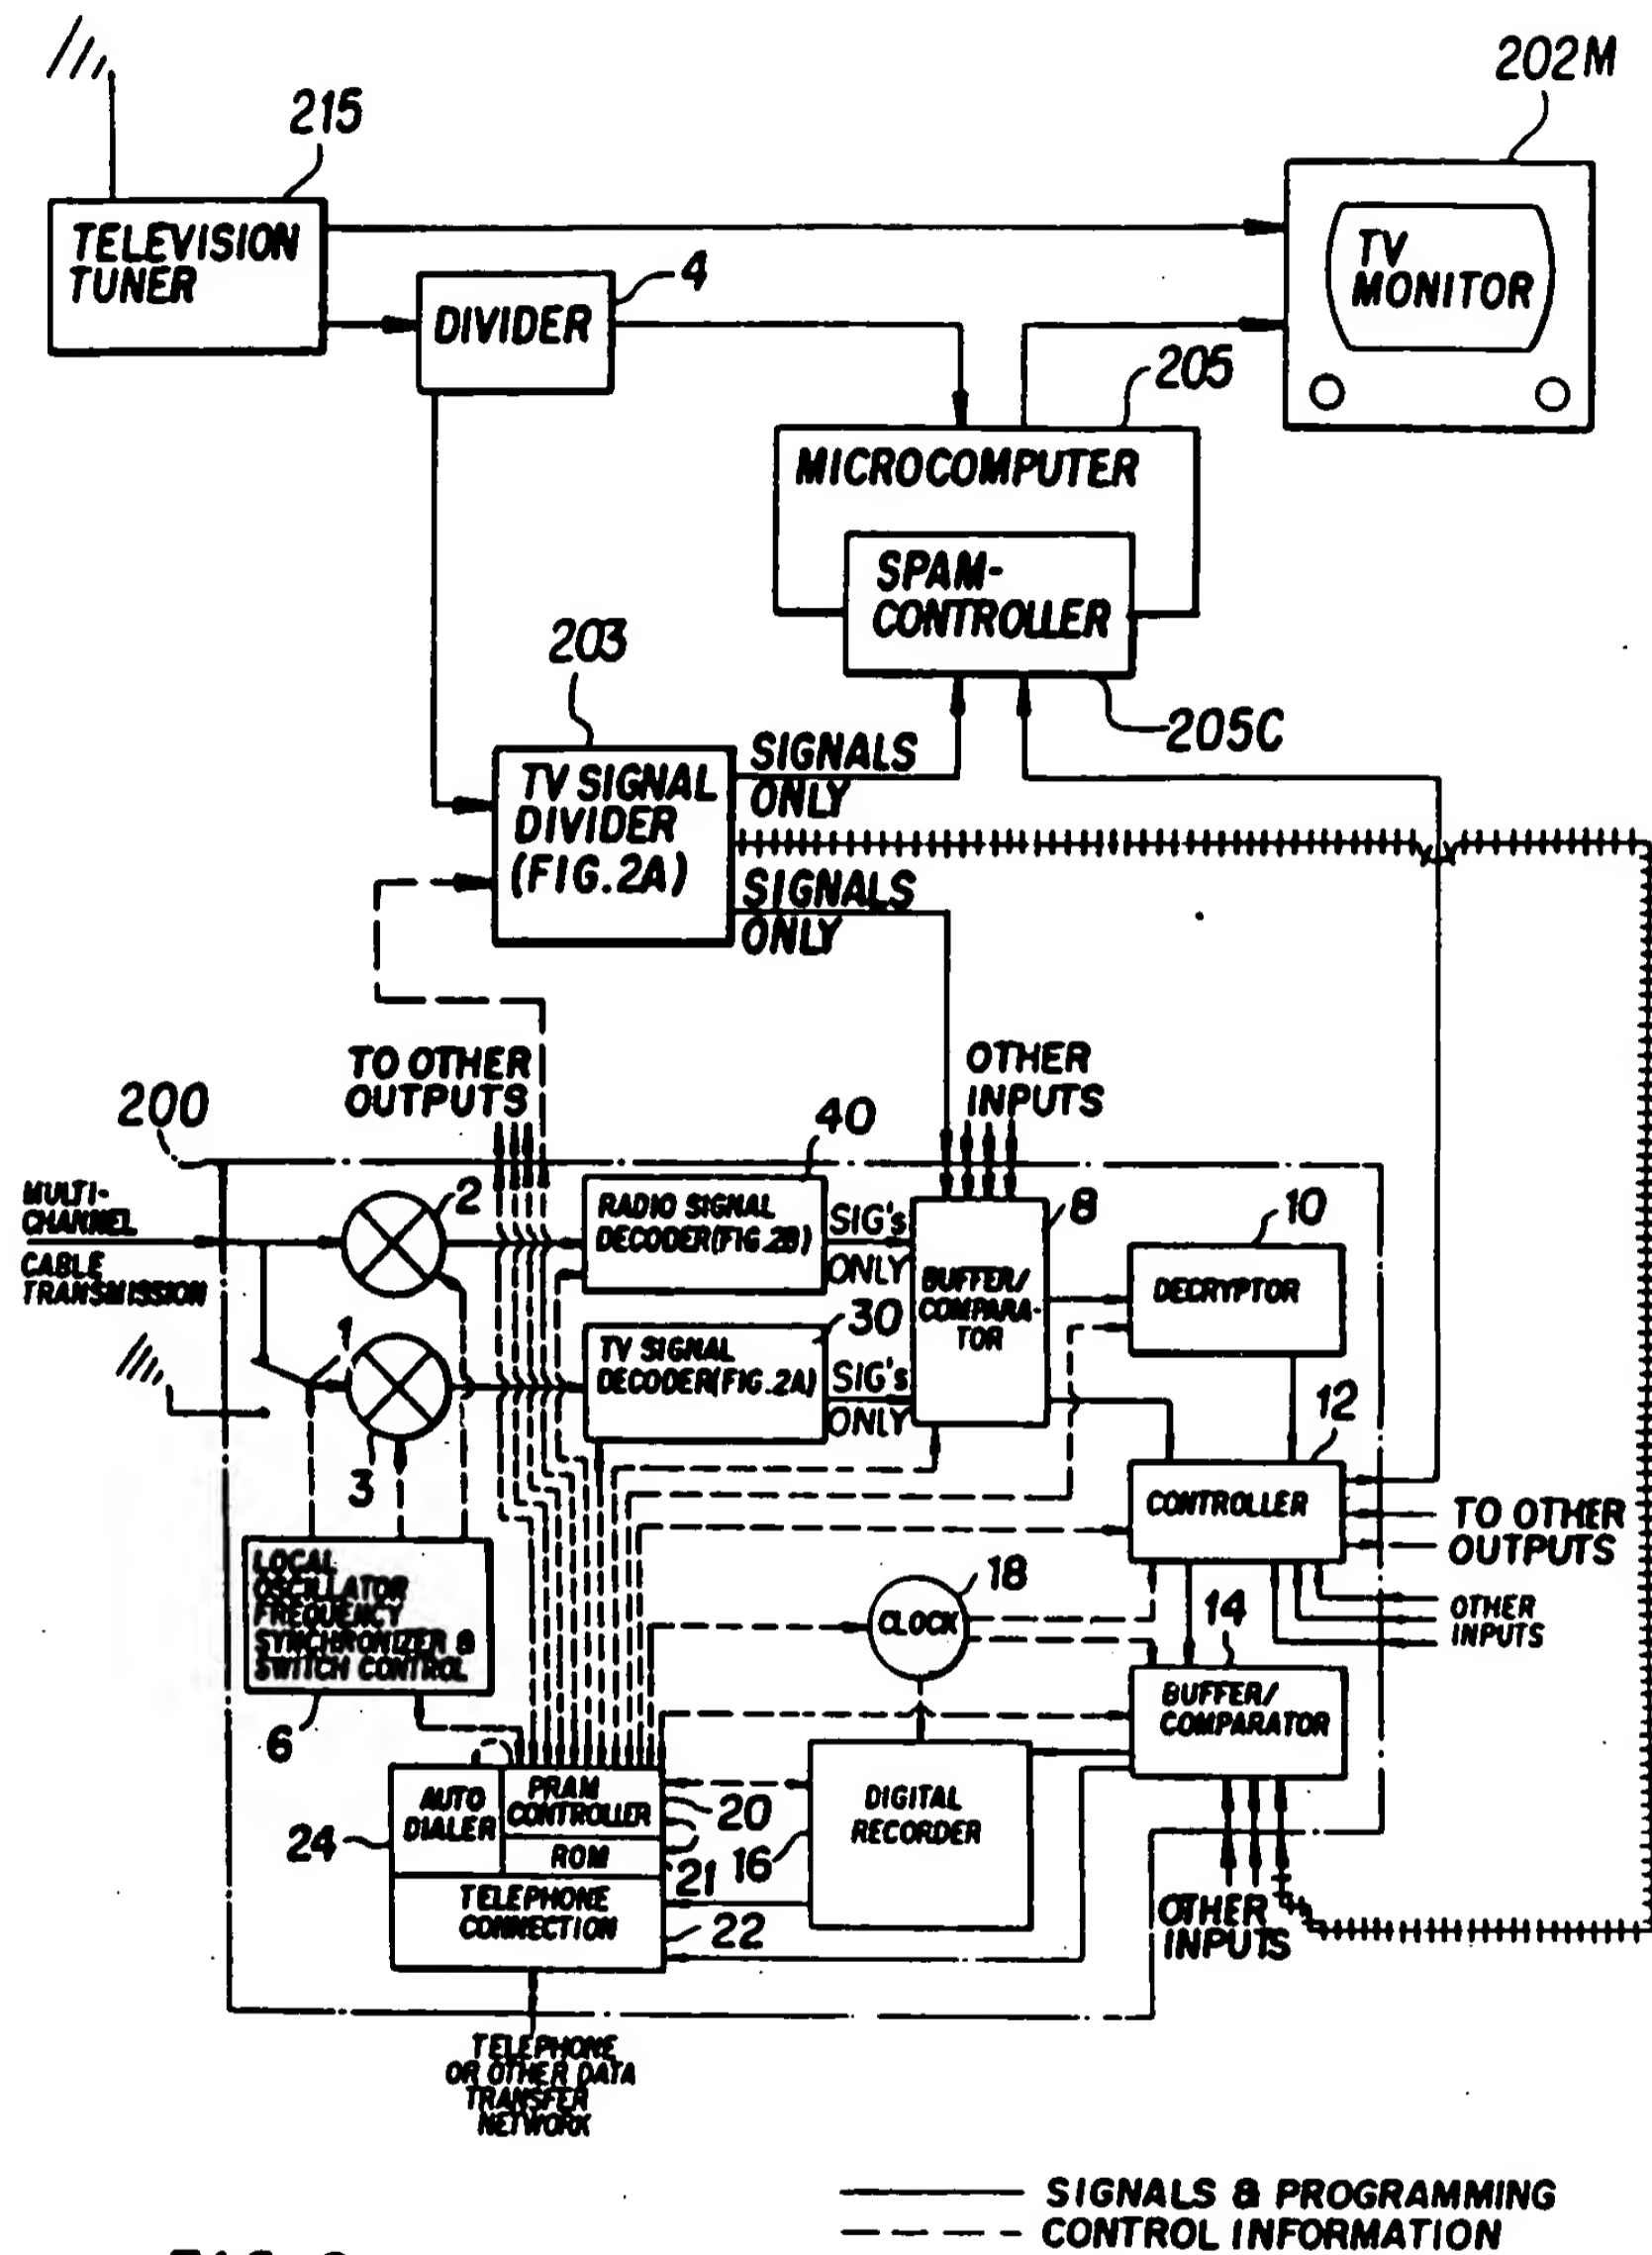 202M
215
TELEVISION
TUNER
TV
MONITOR
4
DIVIDER
205
MICROCOMPUTER
SPAM-
CONTROLLER
203
205C
SIGNALS
ONLY
TV SIGNAL
DIVIDER
(FIG.2A)
SIGNALS
ONLY
TO OTHER
OUTPUTS
OTHER
INPUTS
200
40
MULTI-
CHANNEL
CABLE
TRANSMISSION
2
RADIO SIGNAL
DECODER(FIG.2B)
SIG's
ONLY
8
10
BUFFER/
COMPARA-
TOR
DECRYPTOR
1
30
TV SIGNAL
DECODER(FIG.2A)
SIG's
ONLY
3
12
CONTROLLER
TO OTHER
OUTPUTS
LOCAL
OSCILLATOR
FREQUENCY
SYNCHRONIZER &
SWITCH CONTROL
18
CLOCK
14
OTHER
INPUTS
6
BUFFER/
COMPARATOR
AUTO
DIALER
PRAM
CONTROLLER
20
24
ROM
21
16
DIGITAL
RECORDER
TELEPHONE
CONNECTION
22
OTHER
INPUTS
TELEPHONE
OR OTHER DATA
TRANSFER
NETWORK
SIGNALS & PROGRAMMING
CONTROL INFORMATION